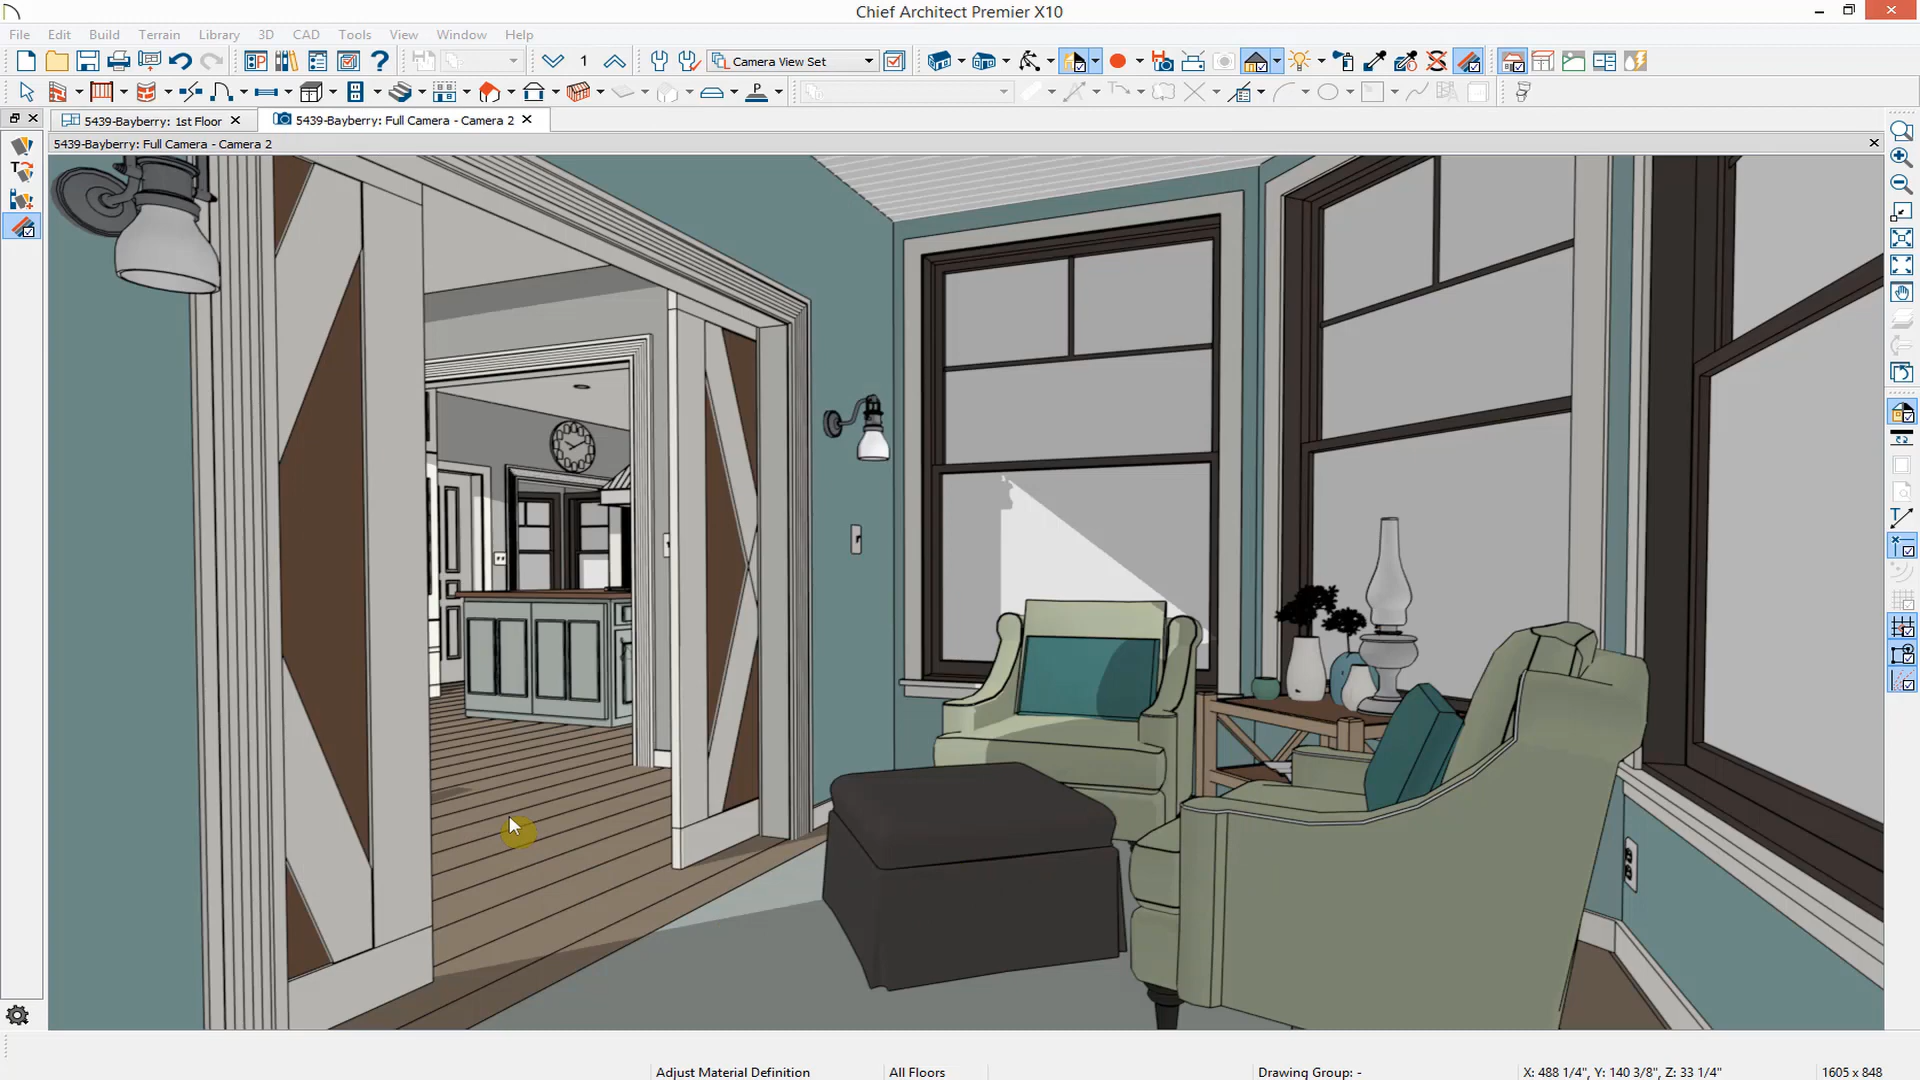 Chief Architect Premier X10
File Edit Build Terrain Library 3D CAD Tools View Window Help
1 Camera View Set
5439-Bayberry: 1st Floor 5439-Bayberry: Full Camera - Camera 2
5439-Bayberry: Full Camera - Camera 2
Adjust Material Definition All Floors Drawing Group: - X: 488 1/4", Y: 140 3/8", Z: 33 1/4" 1605 x 848